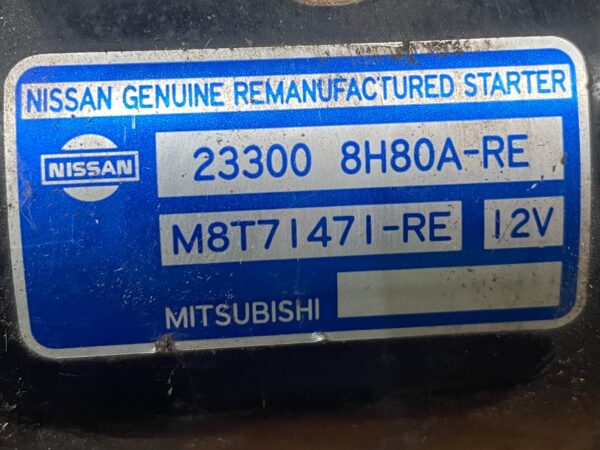 NISSAN GENUINE REMANUFACTURED STARTER
NISSAN
23300 8H80A-RE
M8T71471-RE 12V
MITSUBISHI